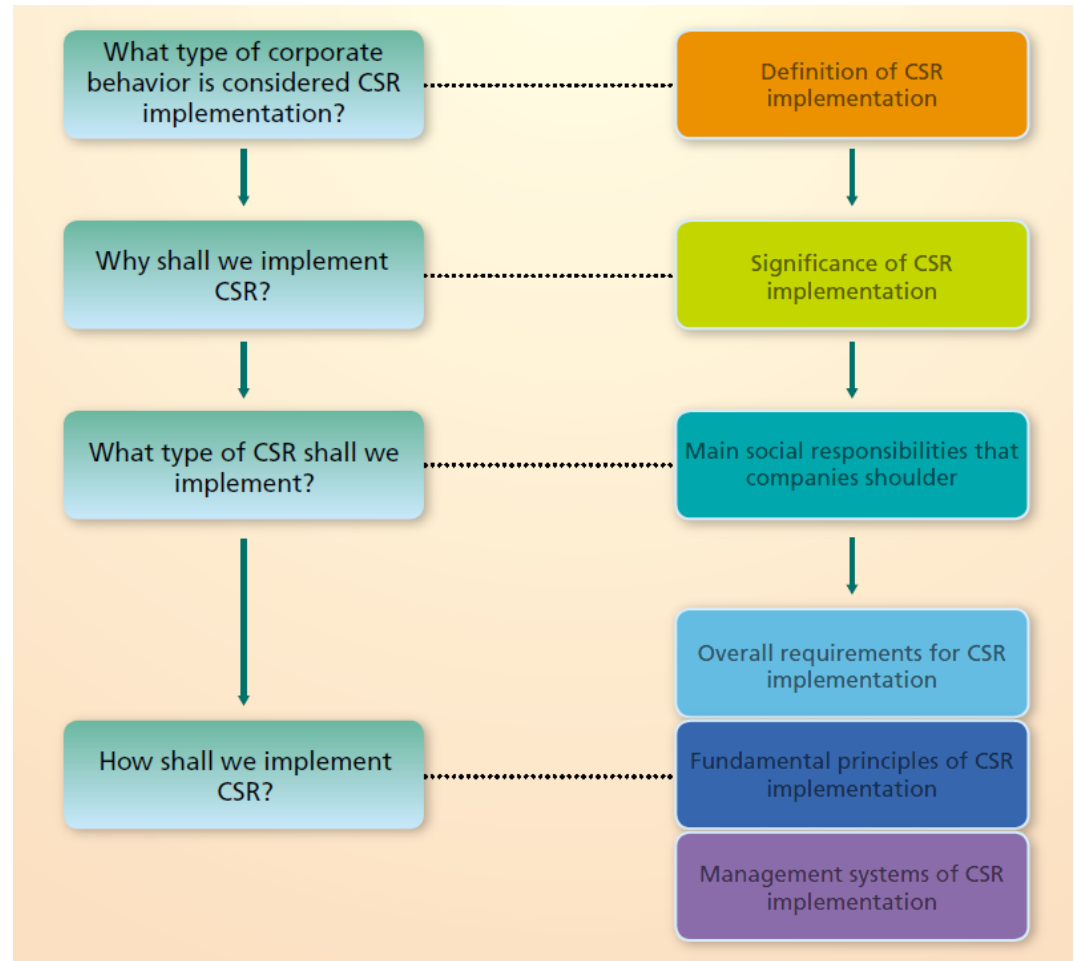 What type of corporate
behavior is considered CSR
implementation?
Definition of CSR
implementation
Why shall we implement
CSR?
Significance of CSR
implementation
What type of CSR shall we
implement?
Main social responsibilities that
companies shoulder
Overall requirements for CSR
implementation
How shall we implement
CSR?
Fundamental principles of CSR
implementation
Management systems of CSR
implementation